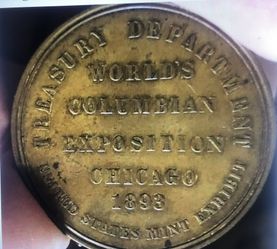 TREASURY DEPARTMENT
WORLD'S
COLUMBIAN
EXPOSITION
CHICAGO
1893
UNITED STATES MINT EXHIBIT